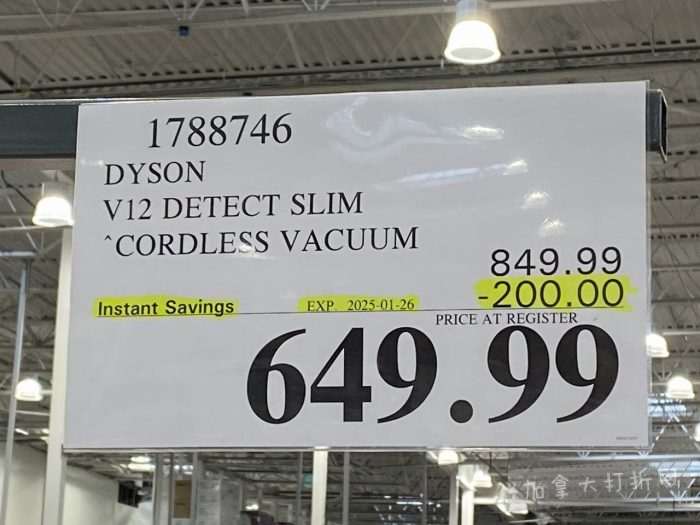 1788746
DYSON
V12 DETECT SLIM
^CORDLESS VACUUM
849.99
Instant Savings EXP. 2025-01-26 -200.00
PRICE AT REGISTER
649.99
加拿大打折网